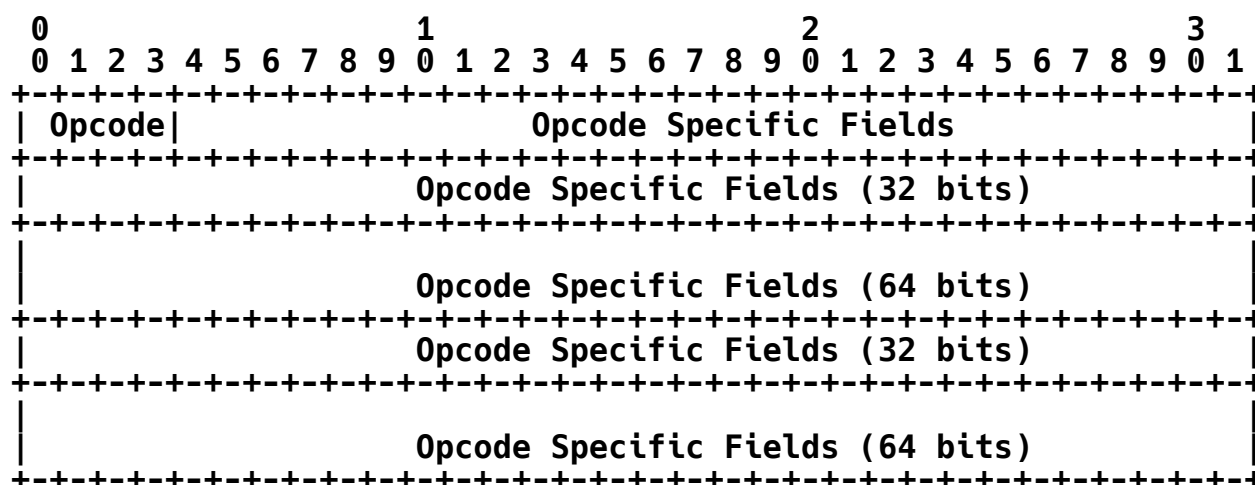 0                   1                   2                   3
 0 1 2 3 4 5 6 7 8 9 0 1 2 3 4 5 6 7 8 9 0 1 2 3 4 5 6 7 8 9 0 1
+-+-+-+-+-+-+-+-+-+-+-+-+-+-+-+-+-+-+-+-+-+-+-+-+-+-+-+-+-+-+-+-+
| Opcode|                  Opcode Specific Fields               |
+-+-+-+-+-+-+-+-+-+-+-+-+-+-+-+-+-+-+-+-+-+-+-+-+-+-+-+-+-+-+-+-+
|                    Opcode Specific Fields (32 bits)           |
+-+-+-+-+-+-+-+-+-+-+-+-+-+-+-+-+-+-+-+-+-+-+-+-+-+-+-+-+-+-+-+-+
|                                                               |
|                    Opcode Specific Fields (64 bits)           |
+-+-+-+-+-+-+-+-+-+-+-+-+-+-+-+-+-+-+-+-+-+-+-+-+-+-+-+-+-+-+-+-+
|                    Opcode Specific Fields (32 bits)           |
+-+-+-+-+-+-+-+-+-+-+-+-+-+-+-+-+-+-+-+-+-+-+-+-+-+-+-+-+-+-+-+-+
|                                                               |
|                    Opcode Specific Fields (64 bits)           |
+-+-+-+-+-+-+-+-+-+-+-+-+-+-+-+-+-+-+-+-+-+-+-+-+-+-+-+-+-+-+-+-+